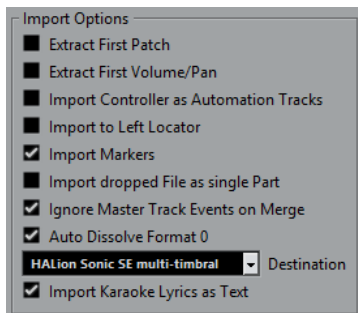 Import Options
Extract First Patch
Extract First Volume/Pan
Import Controller as Automation Tracks
Import to Left Locator
Import Markers
Import dropped File as single Part
Ignore Master Track Events on Merge
Auto Dissolve Format 0
HALion Sonic SE multi-timbral Destination
Import Karaoke Lyrics as Text